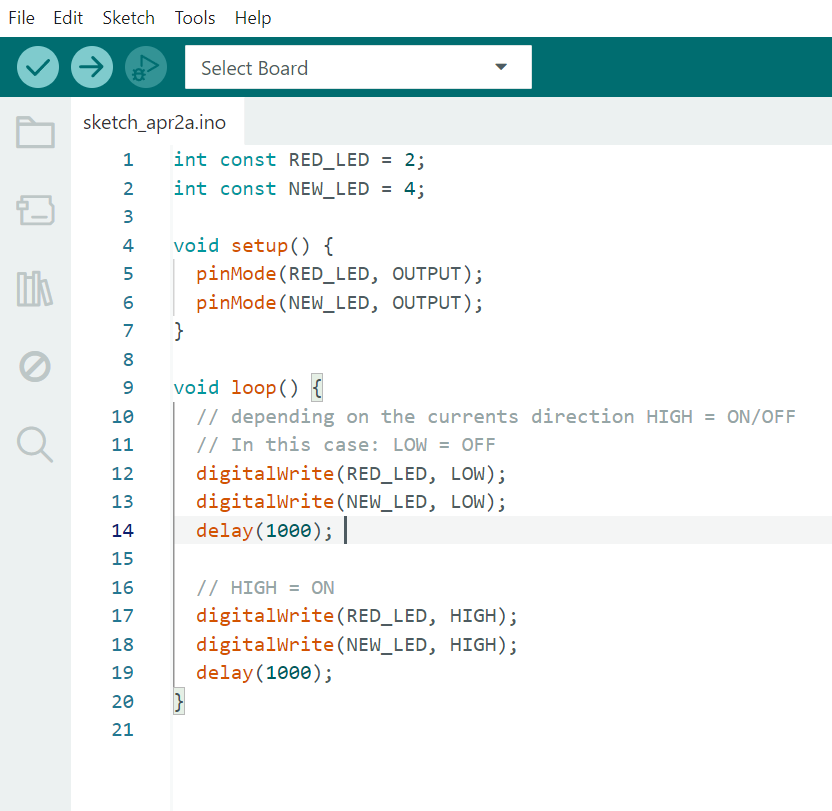 File Edit Sketch Tools Help
Select Board
sketch_apr2a.ino
1 int const RED_LED = 2;
2 int const NEW_LED = 4;
3
4 void setup() {
5 pinMode(RED_LED, OUTPUT);
6 pinMode(NEW_LED, OUTPUT);
7 }
8
9 void loop() {
10 // depending on the currents direction HIGH = ON/OFF
11 // In this case: LOW = OFF
12 digitalWrite(RED_LED, LOW);
13 digitalWrite(NEW_LED, LOW);
14 delay(1000);
15
16 // HIGH = ON
17 digitalWrite(RED_LED, HIGH);
18 digitalWrite(NEW_LED, HIGH);
19 delay(1000);
20 }
21